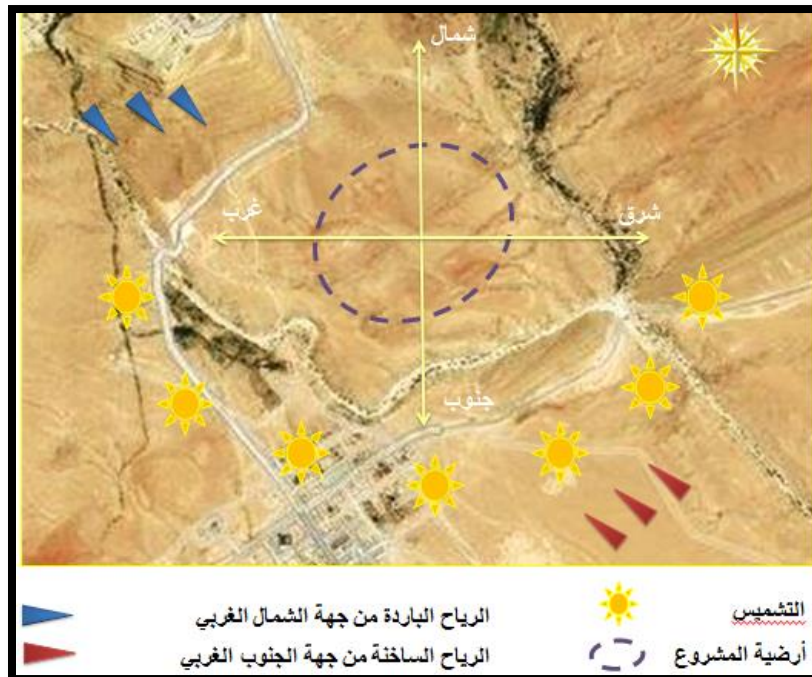 شمال
غرب
شرق
جنوب
التشميس
الرياح الباردة من جهة الشمال الغربي
أرضية المشروع
الرياح الساخنة من جهة الجنوب الغربي